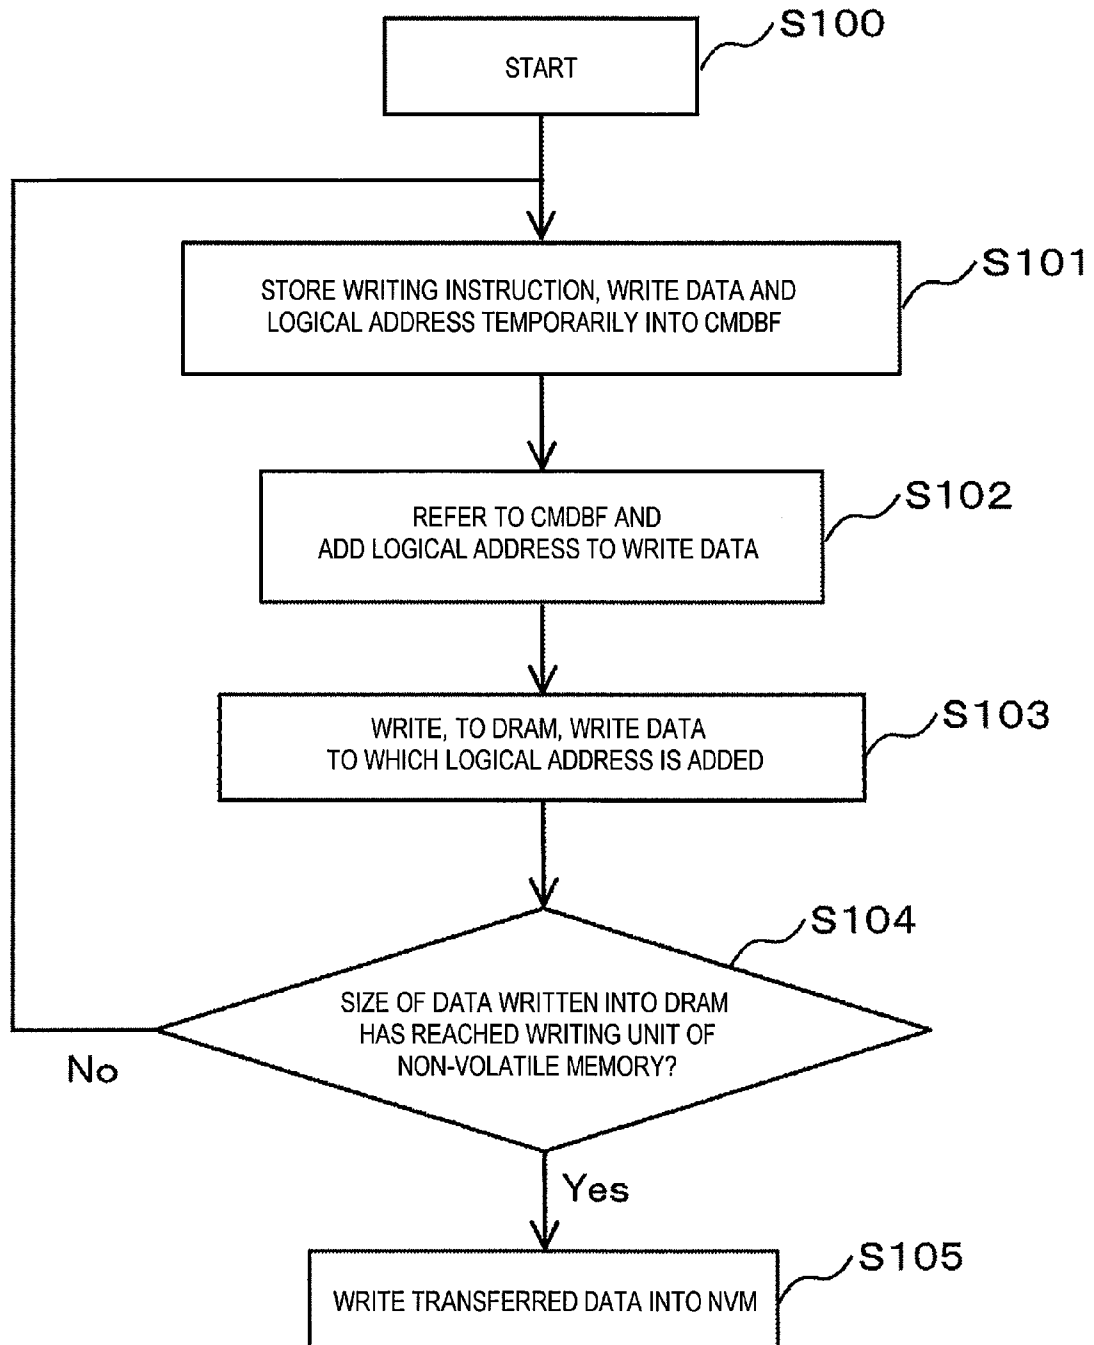 S100
START
S101
STORE WRITING INSTRUCTION, WRITE DATA AND
LOGICAL ADDRESS TEMPORARILY INTO CMDBF
S102
REFER TO CMDBF AND
ADD LOGICAL ADDRESS TO WRITE DATA
S103
WRITE, TO DRAM, WRITE DATA
TO WHICH LOGICAL ADDRESS IS ADDED
S104
SIZE OF DATA WRITTEN INTO DRAM
HAS REACHED WRITING UNIT OF
NON-VOLATILE MEMORY?
No
Yes
S105
WRITE TRANSFERRED DATA INTO NVM